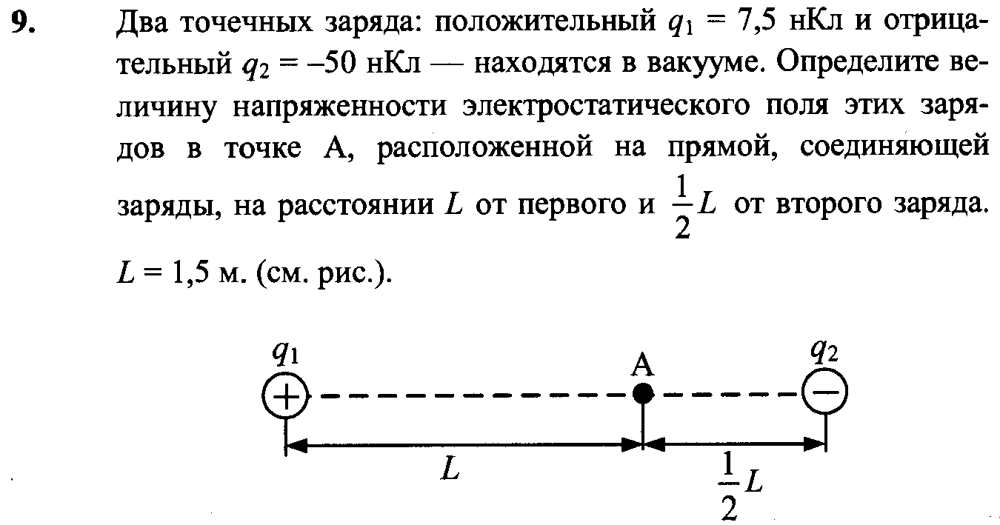 9. Два точечных заряда: положительный q₁ = 7,5 нКл и отрица-
тельный q₂ = –50 нКл — находятся в вакууме. Определите ве-
личину напряженности электростатического поля этих заря-
дов в точке А, расположенной на прямой, соединяющей
заряды, на расстоянии L от первого и 1/2 L от второго заряда.
L = 1,5 м. (см. рис.).
q₁ А q₂
+ –
L 1/2 L